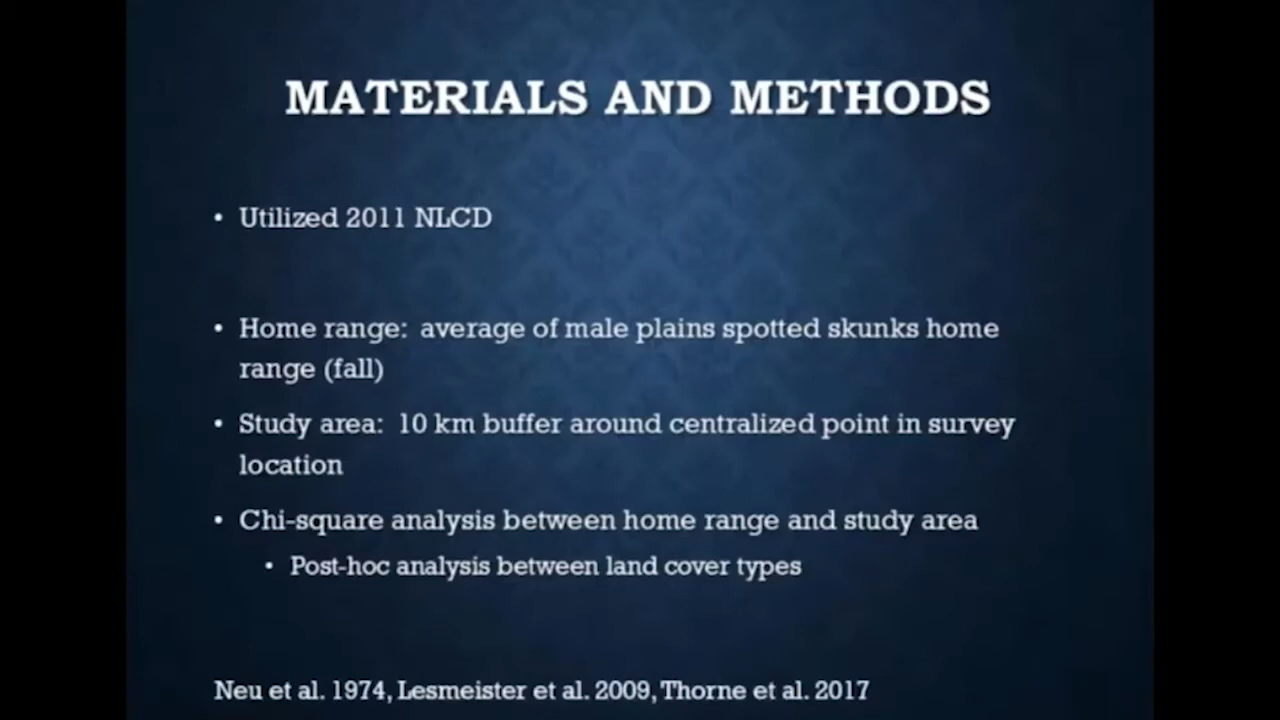 MATERIALS AND METHODS
• Utilized 2011 NLCD
• Home range: average of male plains spotted skunks home
range (fall)
• Study area: 10 km buffer around centralized point in survey
location
• Chi-square analysis between home range and study area
• Post-hoc analysis between land cover types
Neu et al. 1974, Lesmeister et al. 2009, Thorne et al. 2017